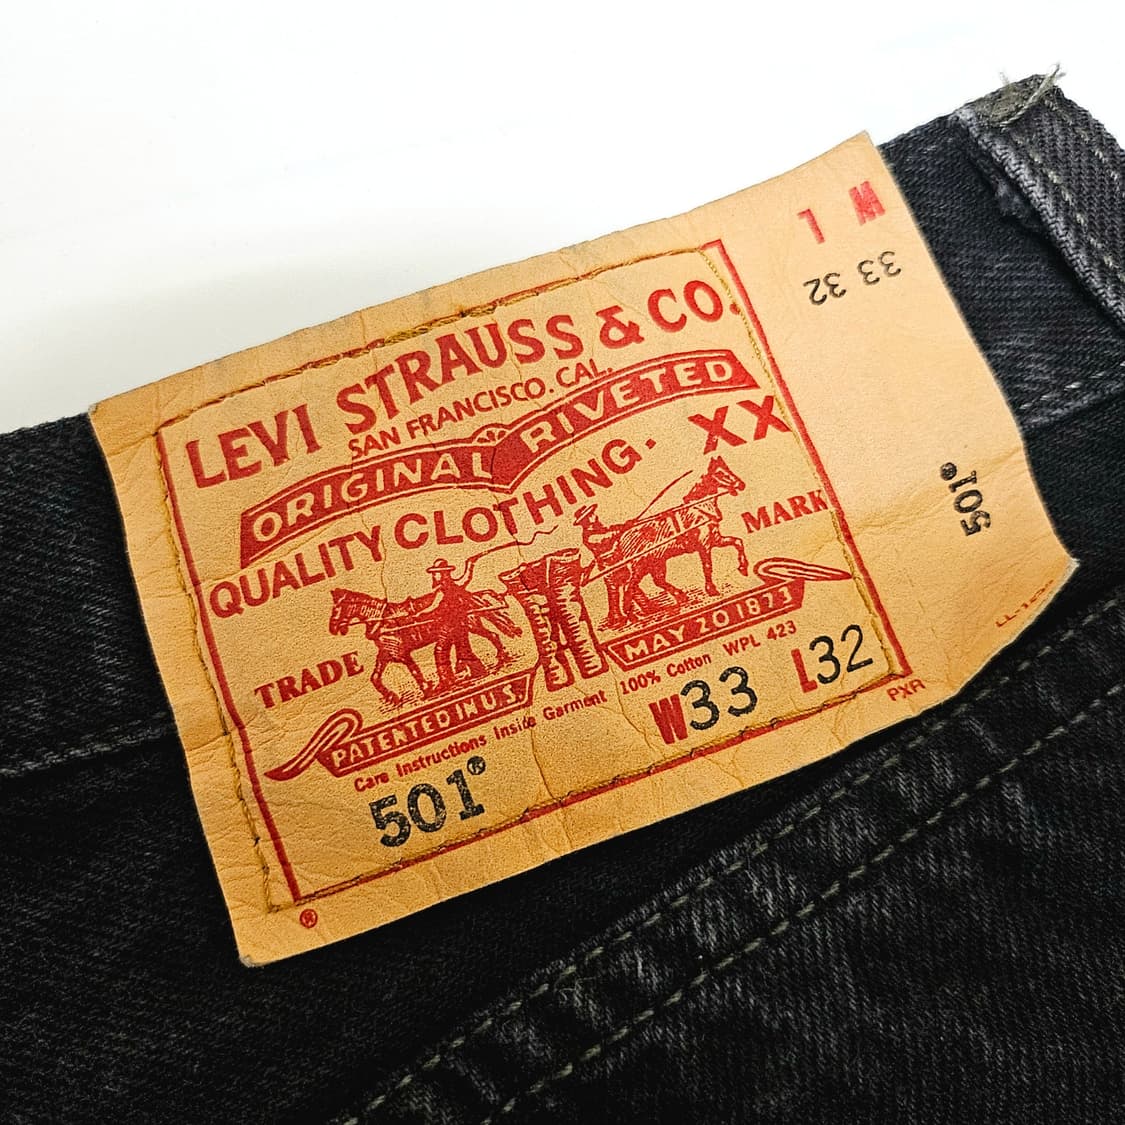 LEVI STRAUSS & CO.
SAN FRANCISCO. CAL.
ORIGINAL RIVETED
QUALITY CLOTHING. XX
TRADE MARK
PATENTED IN U.S. MAY 20 1873
Care Instructions Inside Garment 100% Cotton WPL 423
501® W33 L32
®
PXR
W L
33 32
501®